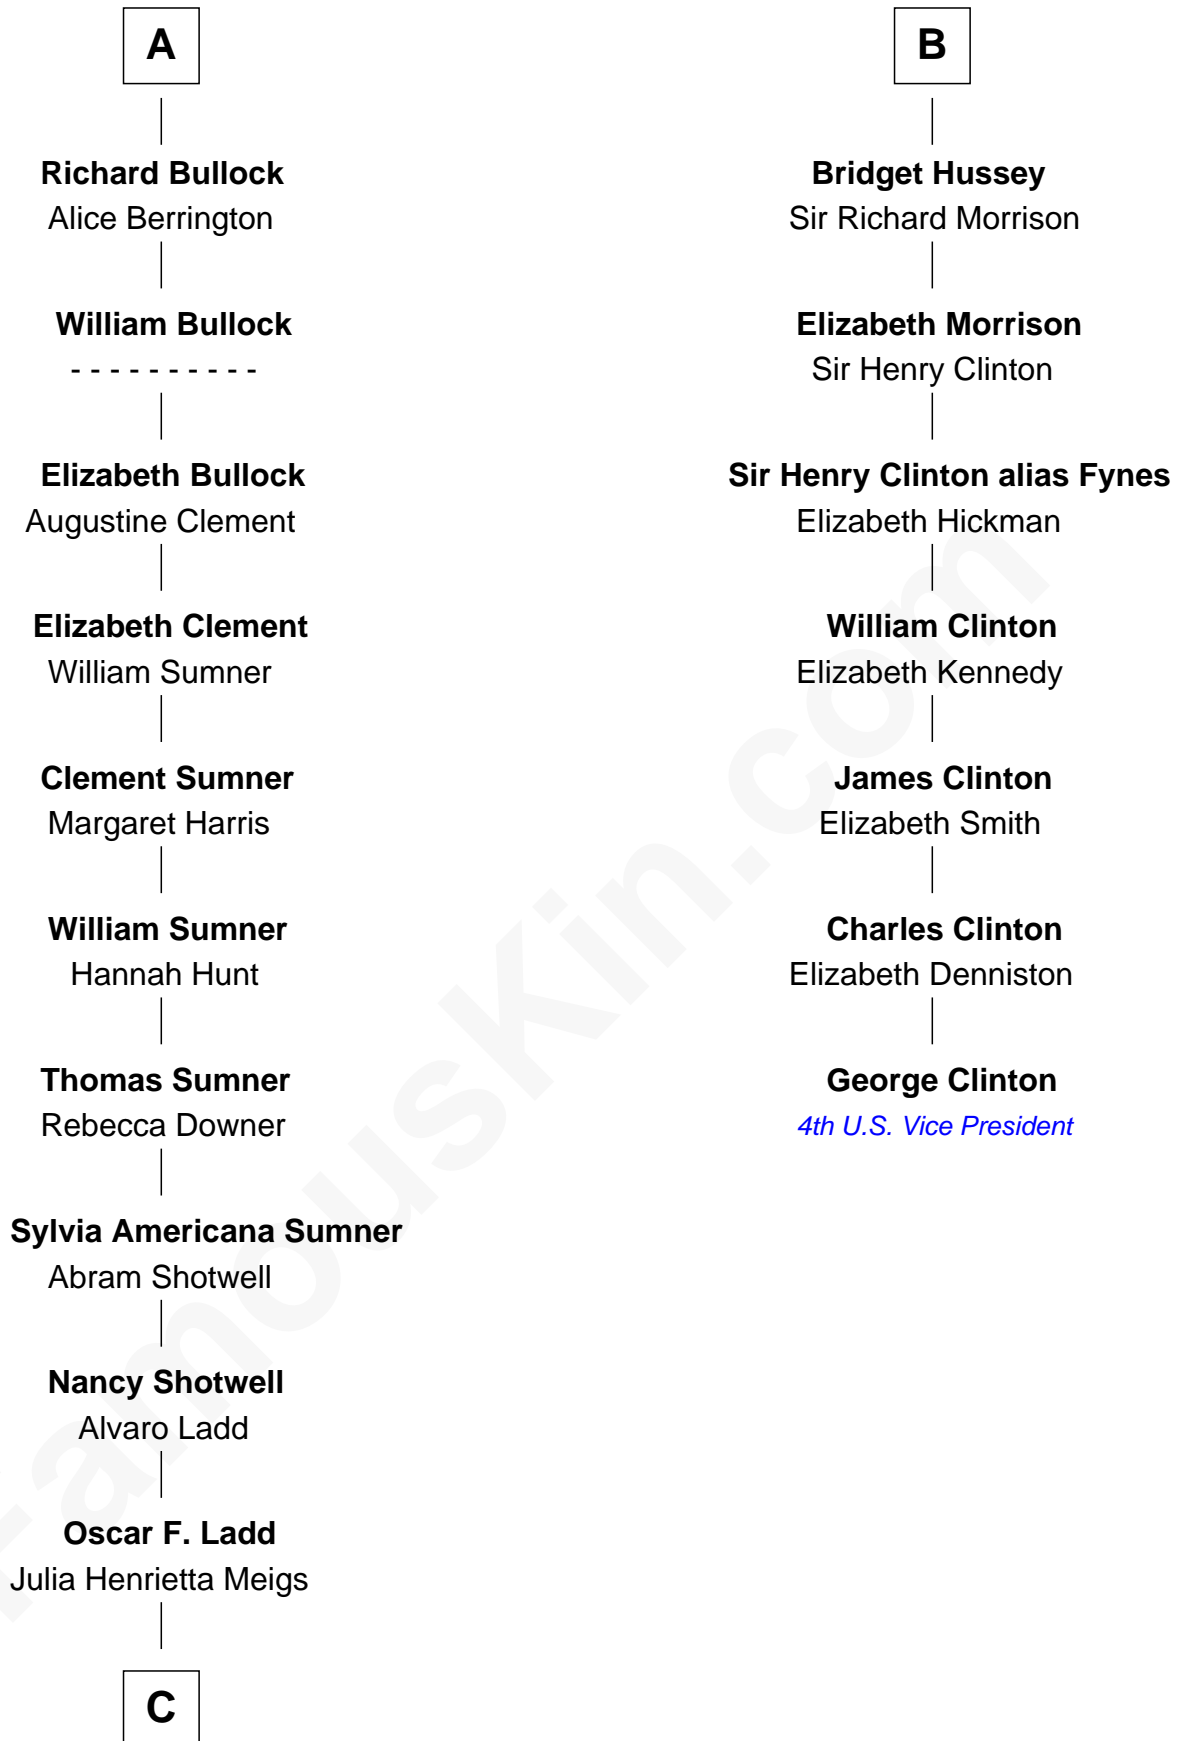 A
Richard Bullock
Alice Berrington
William Bullock
- - - - - - - - - -
Elizabeth Bullock
Augustine Clement
Elizabeth Clement
William Sumner
Clement Sumner
Margaret Harris
William Sumner
Hannah Hunt
Thomas Sumner
Rebecca Downer
Sylvia Americana Sumner
Abram Shotwell
Nancy Shotwell
Alvaro Ladd
Oscar F. Ladd
Julia Henrietta Meigs
C
B
Bridget Hussey
Sir Richard Morrison
Elizabeth Morrison
Sir Henry Clinton
Sir Henry Clinton alias Fynes
Elizabeth Hickman
William Clinton
Elizabeth Kennedy
James Clinton
Elizabeth Smith
Charles Clinton
Elizabeth Denniston
George Clinton
4th U.S. Vice President
FamousKin.com